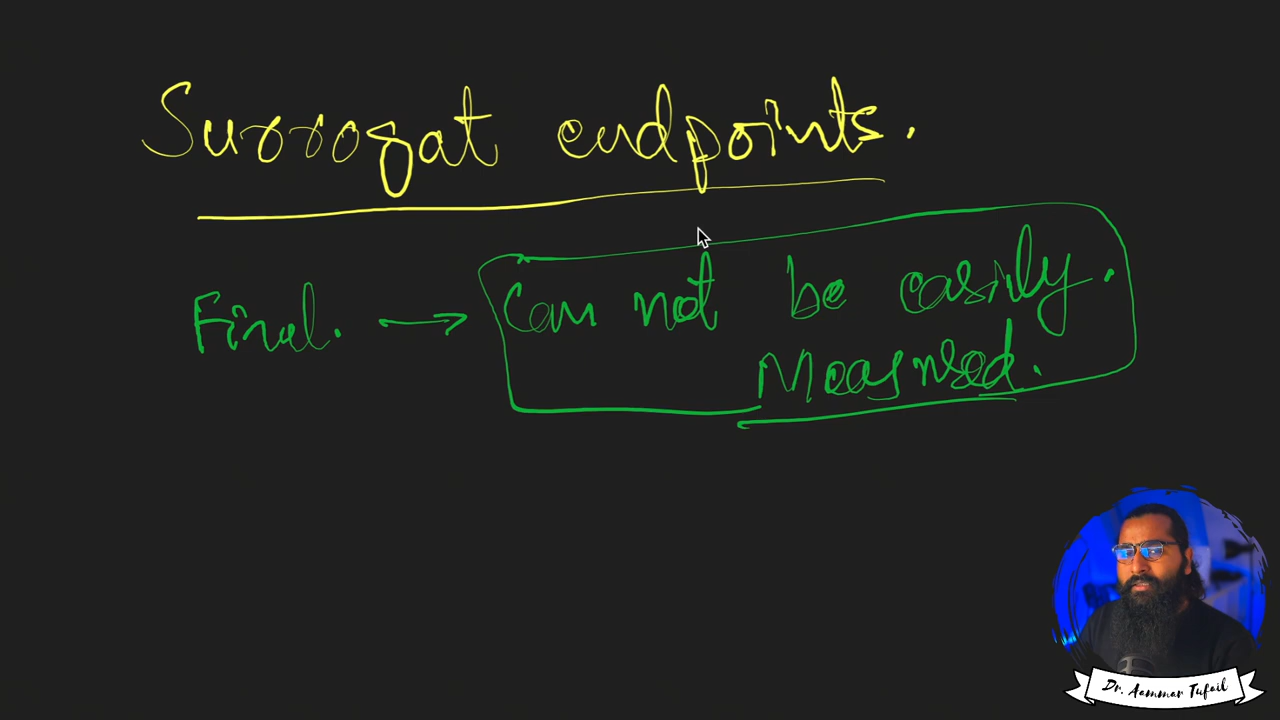 Surrogat endpoints.
Final. → Can not be easily.
Measured.
Dr. Aammar Tufail